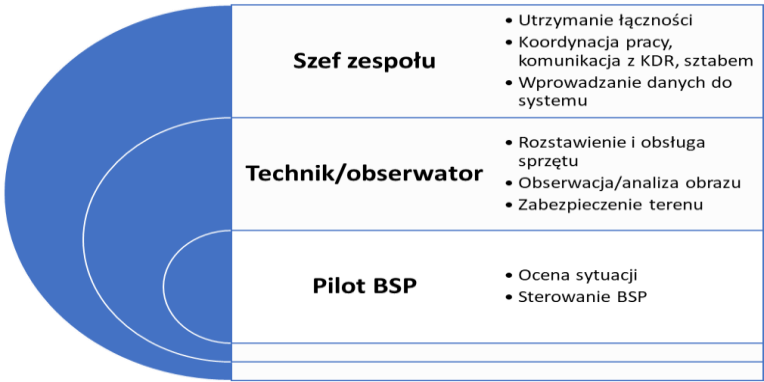 Szef zespołu
• Utrzymanie łączności
• Koordynacja pracy,
komunikacja z KDR, sztabem
• Wprowadzanie danych do
systemu
Technik/obserwator
• Rozstawienie i obsługa
sprzętu
• Obserwacja/analiza obrazu
• Zabezpieczenie terenu
Pilot BSP
• Ocena sytuacji
• Sterowanie BSP